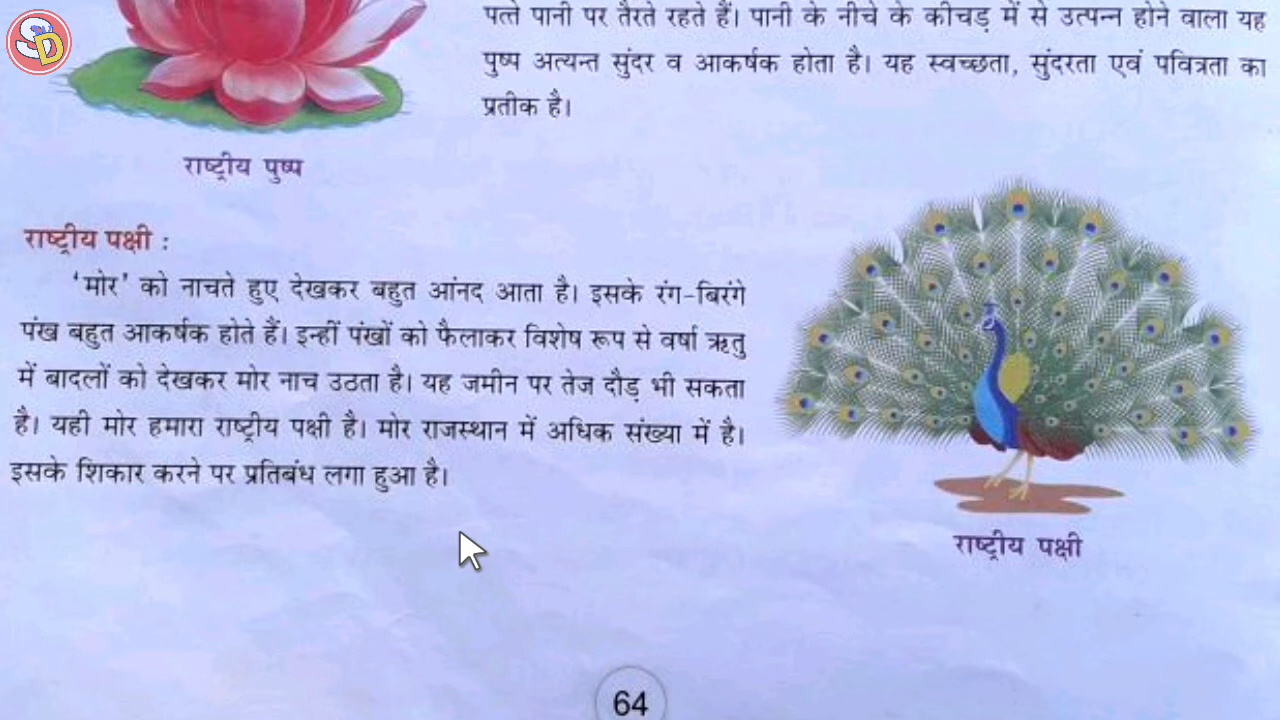 SD
पत्ते पानी पर तैरते रहते हैं। पानी के नीचे के कीचड़ में से उत्पन्न होने वाला यह
पुष्प अत्यन्त सुंदर व आकर्षक होता है। यह स्वच्छता, सुंदरता एवं पवित्रता का
प्रतीक है।
राष्ट्रीय पुष्प
राष्ट्रीय पक्षी :
'मोर' को नाचते हुए देखकर बहुत आंनद आता है। इसके रंग-बिरंगे
पंख बहुत आकर्षक होते हैं। इन्हीं पंखों को फैलाकर विशेष रूप से वर्षा ऋतु
में बादलों को देखकर मोर नाच उठता है। यह जमीन पर तेज दौड़ भी सकता
है। यही मोर हमारा राष्ट्रीय पक्षी है। मोर राजस्थान में अधिक संख्या में है।
इसके शिकार करने पर प्रतिबंध लगा हुआ है।
राष्ट्रीय पक्षी
64